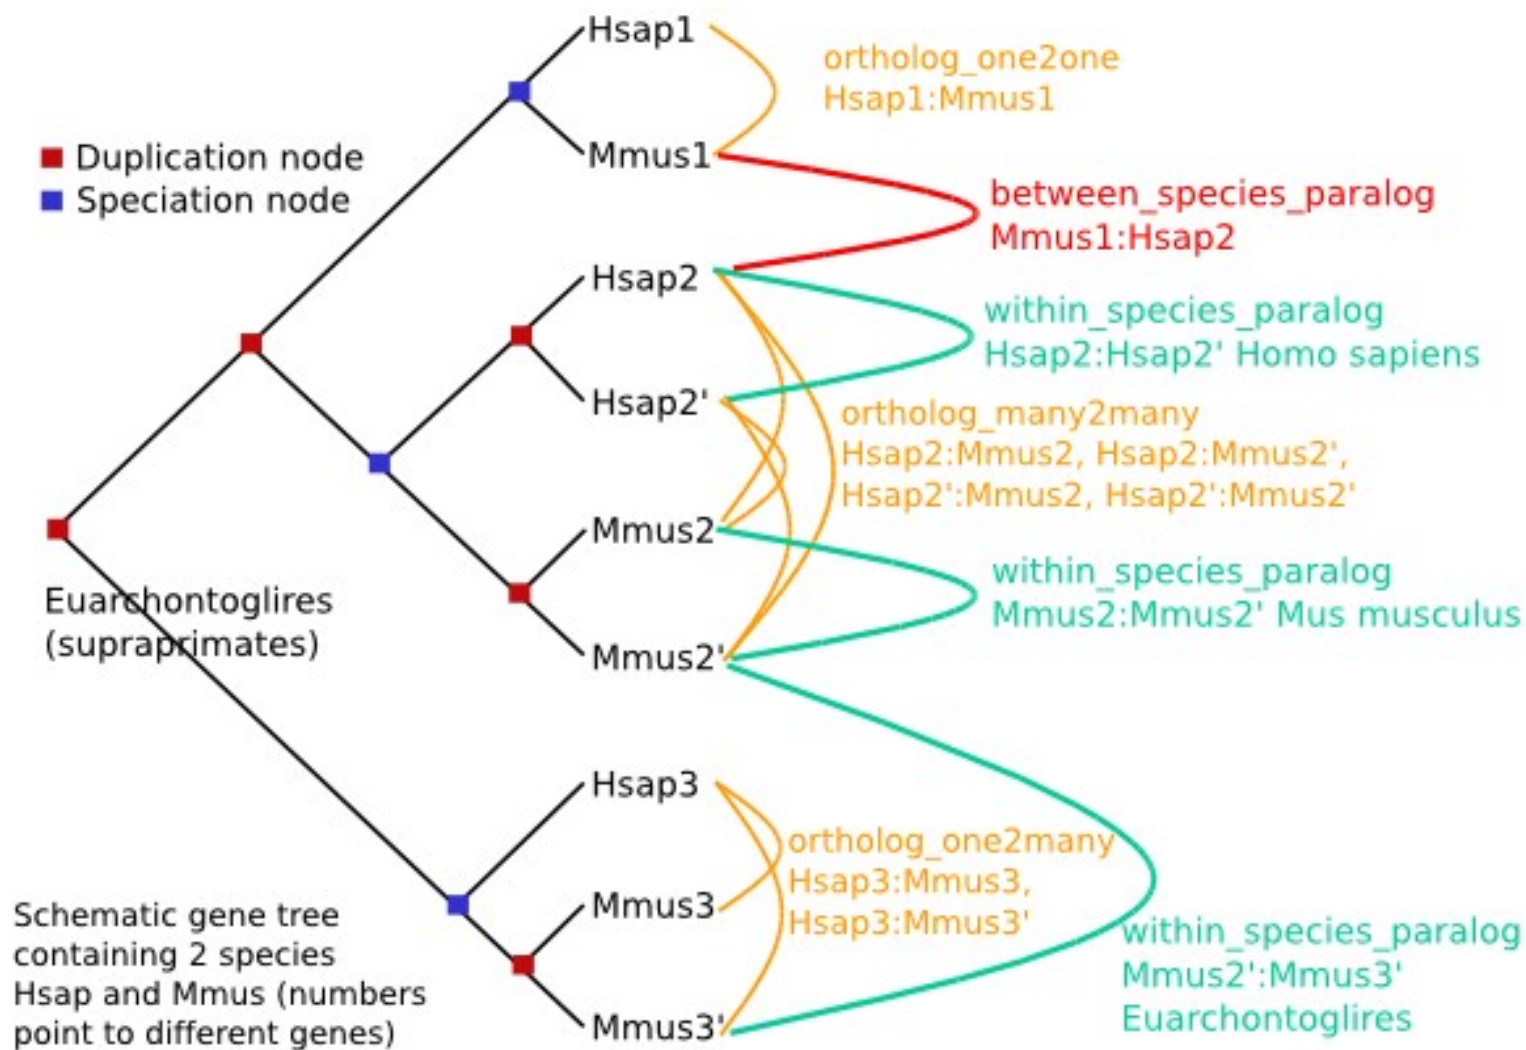 Hsap1
ortholog_one2one
Hsap1:Mmus1
Mmus1
Duplication node
Speciation node
between_species_paralog
Mmus1:Hsap2
Hsap2
within_species_paralog
Hsap2:Hsap2' Homo sapiens
Hsap2'
ortholog_many2many
Hsap2:Mmus2, Hsap2:Mmus2',
Hsap2':Mmus2, Hsap2':Mmus2'
Mmus2
within_species_paralog
Mmus2:Mmus2' Mus musculus
Euarchontoglires
(supraprimates)
Mmus2'
Hsap3
ortholog_one2many
Hsap3:Mmus3,
Hsap3:Mmus3'
Mmus3
within_species_paralog
Mmus2':Mmus3'
Euarchontoglires
Mmus3'
Schematic gene tree
containing 2 species
Hsap and Mmus (numbers
point to different genes)